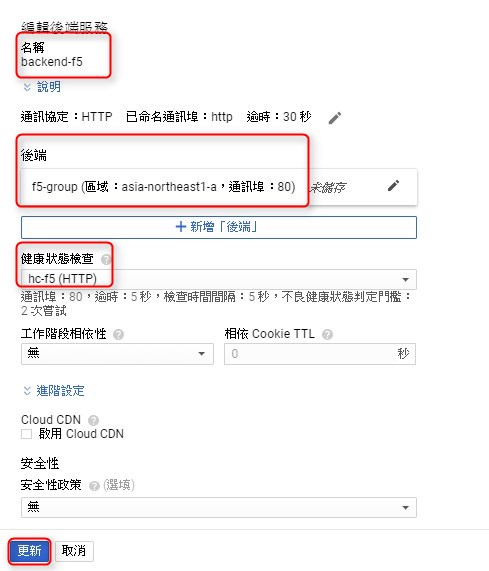 編輯後端服務
名稱
backend-f5
說明
通訊協定：HTTP 已命名通訊埠：http 逾時：30 秒
後端
f5-group (區域：asia-northeast1-a，通訊埠：80) 未儲存
＋新增「後端」
健康狀態檢查
hc-f5 (HTTP)
通訊埠：80，逾時：5 秒，檢查時間間隔：5 秒，不良健康狀態判定門檻：
2 次嘗試
工作階段相依性 相依 Cookie TTL
無 0 秒
進階設定
Cloud CDN
啟用 Cloud CDN
安全性
安全性政策 (選填)
無
更新 取消